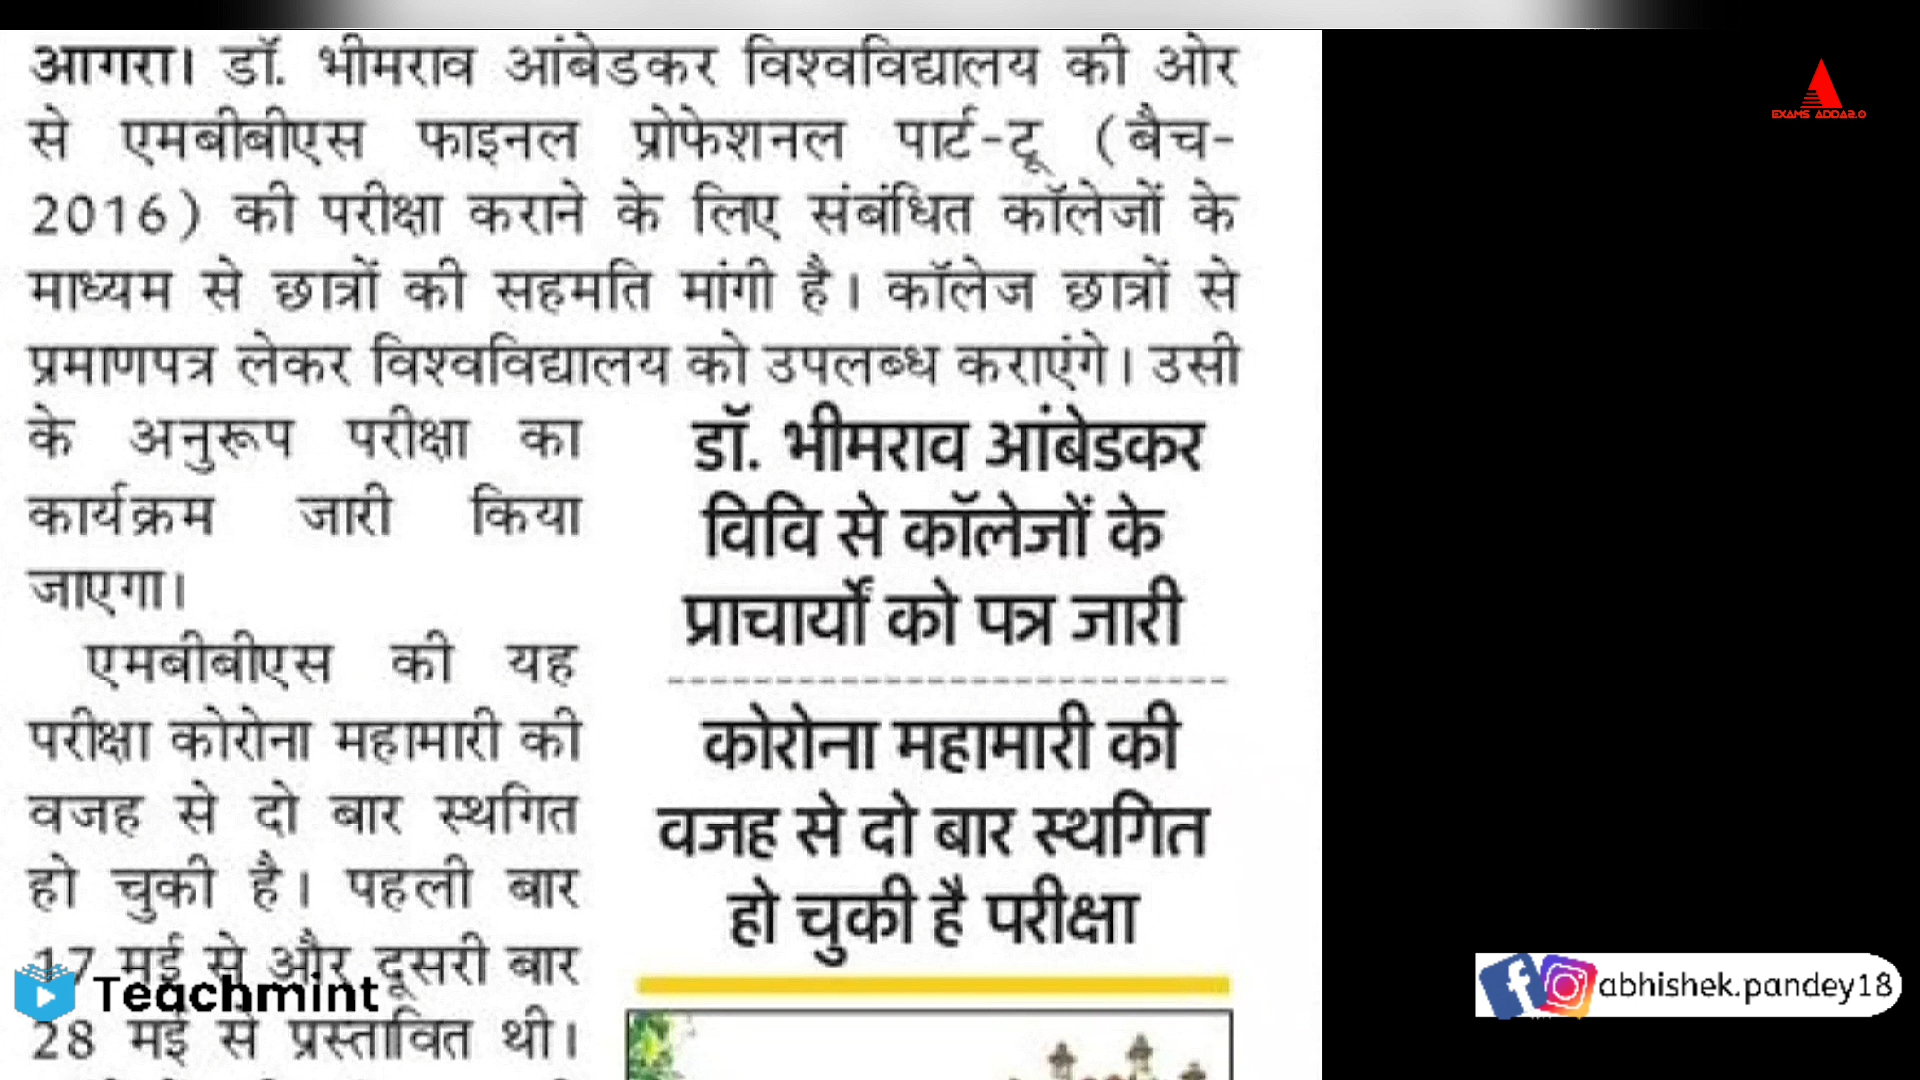 आगरा। डॉ. भीमराव आंबेडकर विश्वविद्यालय की ओर
से एमबीबीएस फाइनल प्रोफेशनल पार्ट-टू (बैच-
2016) की परीक्षा कराने के लिए संबंधित कॉलेजों के
माध्यम से छात्रों की सहमति मांगी है। कॉलेज छात्रों से
प्रमाणपत्र लेकर विश्वविद्यालय को उपलब्ध कराएंगे। उसी
के अनुरूप परीक्षा का
कार्यक्रम जारी किया
जाएगा।
एमबीबीएस की यह
परीक्षा कोरोना महामारी की
वजह से दो बार स्थगित
हो चुकी है। पहली बार
17 मई से और दूसरी बार
28 मई से प्रस्तावित थी।
डॉ. भीमराव आंबेडकर
विवि से कॉलेजों के
प्राचार्यों को पत्र जारी
कोरोना महामारी की
वजह से दो बार स्थगित
हो चुकी है परीक्षा
EXAMS ADDA2.0
Teachmint
abhishek.pandey18